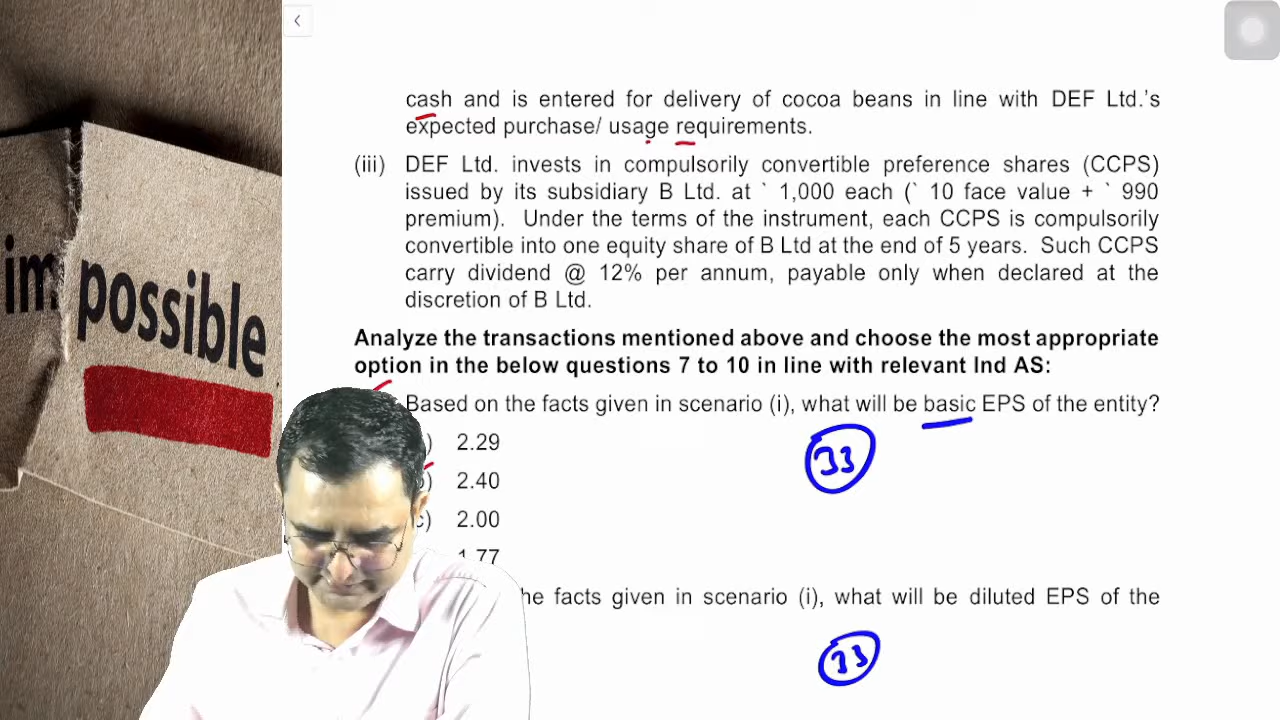 impossible
cash and is entered for delivery of cocoa beans in line with DEF Ltd.'s
expected purchase/ usage requirements.
(iii) DEF Ltd. invests in compulsorily convertible preference shares (CCPS)
issued by its subsidiary B Ltd. at ` 1,000 each (` 10 face value + ` 990
premium). Under the terms of the instrument, each CCPS is compulsorily
convertible into one equity share of B Ltd at the end of 5 years. Such CCPS
carry dividend @ 12% per annum, payable only when declared at the
discretion of B Ltd.
Analyze the transactions mentioned above and choose the most appropriate
option in the below questions 7 to 10 in line with relevant Ind AS:
Based on the facts given in scenario (i), what will be basic EPS of the entity?
33
) 2.29
) 2.40
c) 2.00
1.77
the facts given in scenario (i), what will be diluted EPS of the
33